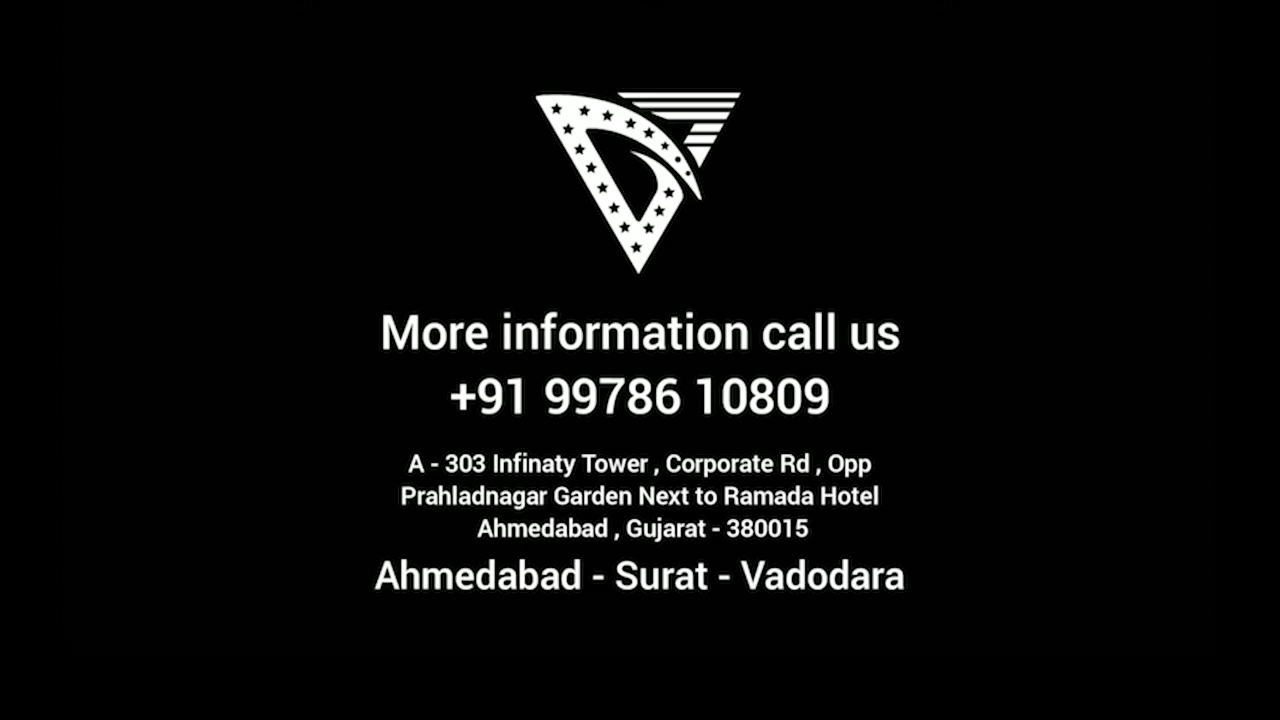 More information call us
+91 99786 10809
A - 303 Infinaty Tower , Corporate Rd , Opp
Prahladnagar Garden Next to Ramada Hotel
Ahmedabad , Gujarat - 380015
Ahmedabad - Surat - Vadodara